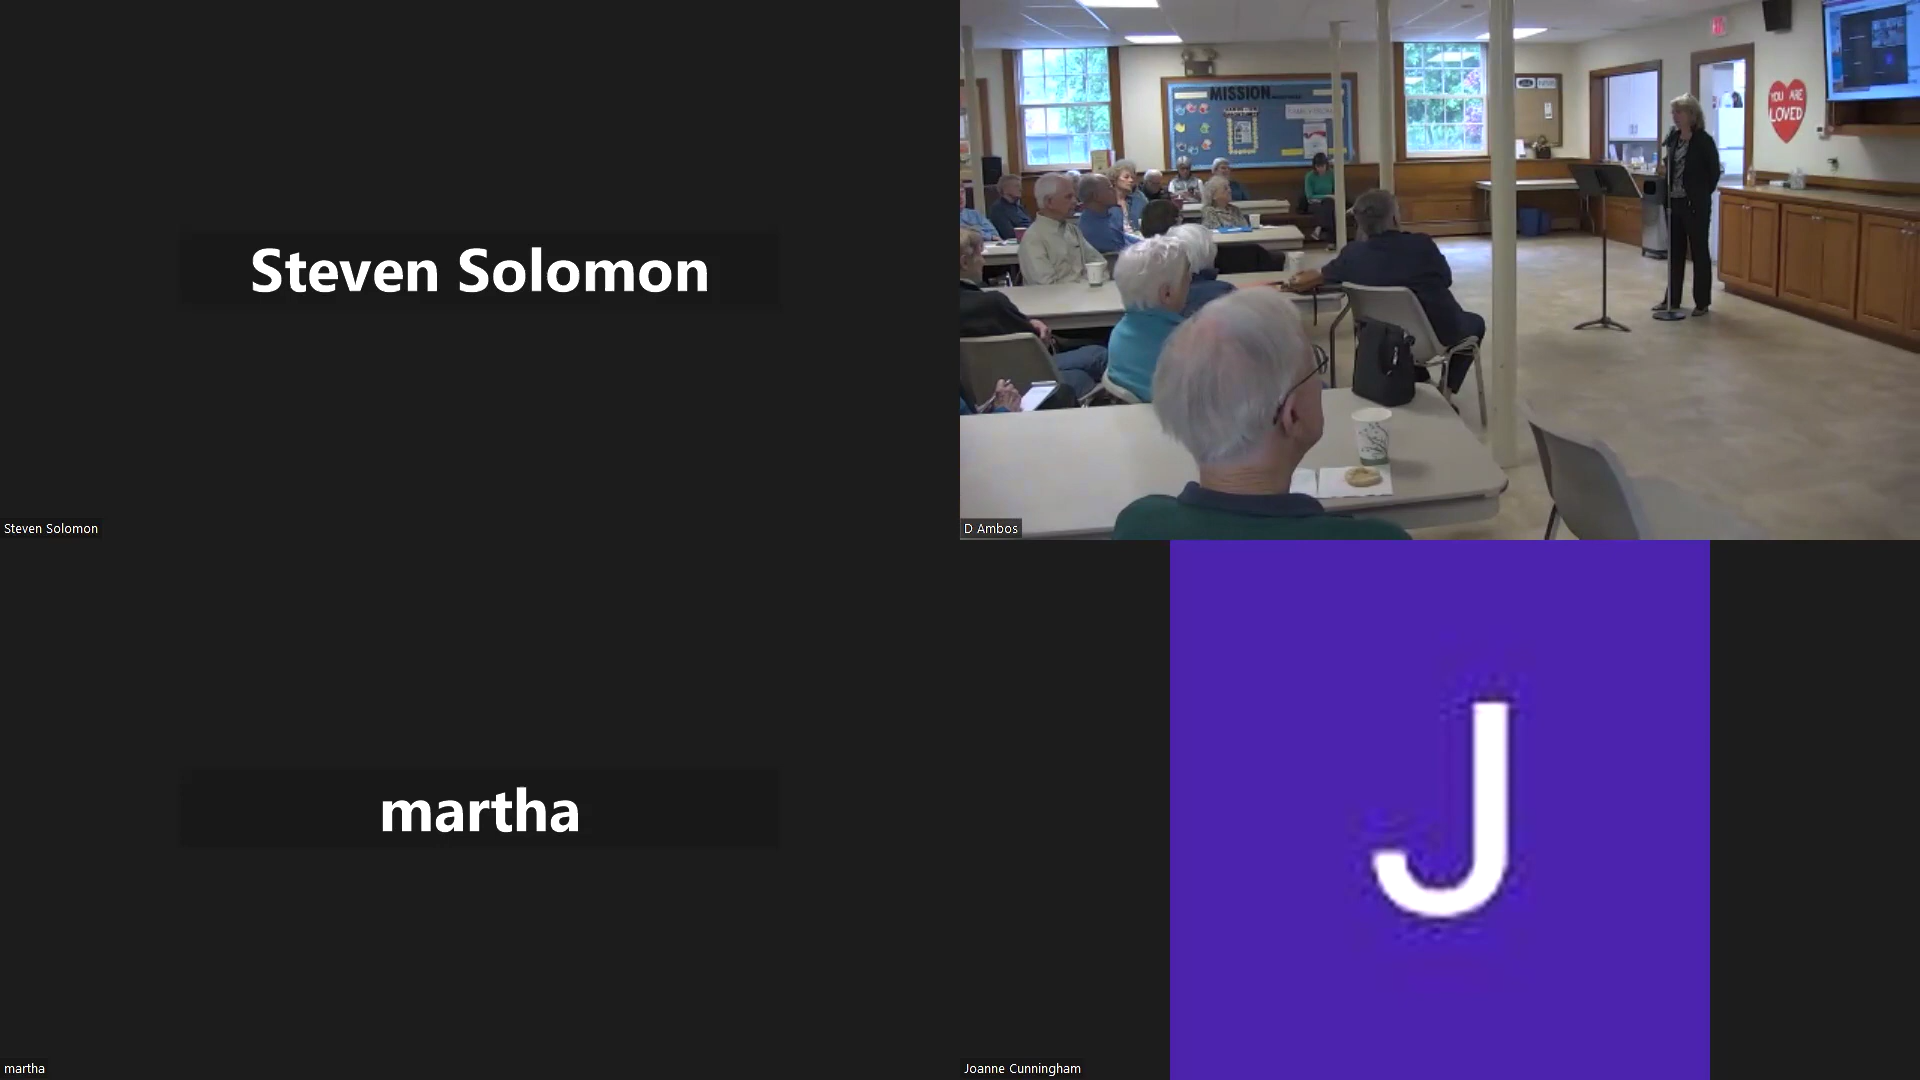 Steven Solomon
Steven Solomon
MISSION
YOU ARE
LOVED
D Ambos
martha
martha
J
Joanne Cunningham